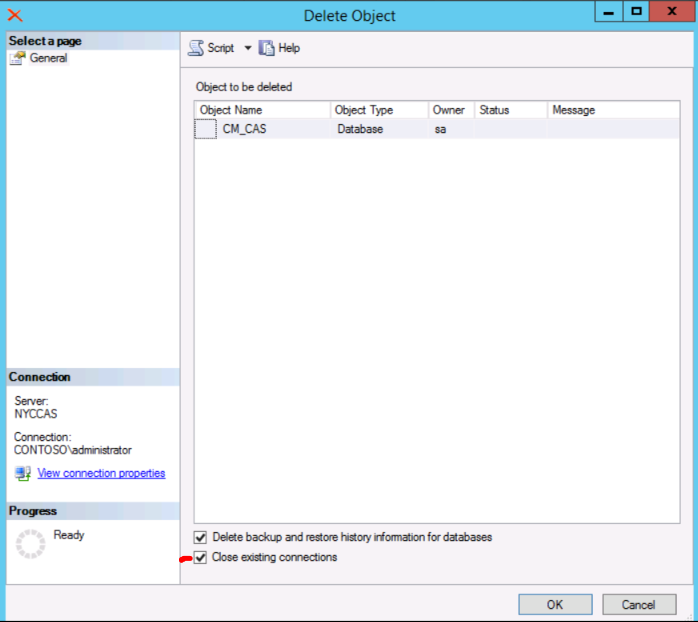 Delete Object
Select a page
General
Script Help
Object to be deleted
Object Name Object Type Owner Status Message
CM_CAS Database sa
Connection
Server:
NYCCAS
Connection:
CONTOSO\administrator
View connection properties
Progress
Ready
Delete backup and restore history information for databases
Close existing connections
OK Cancel